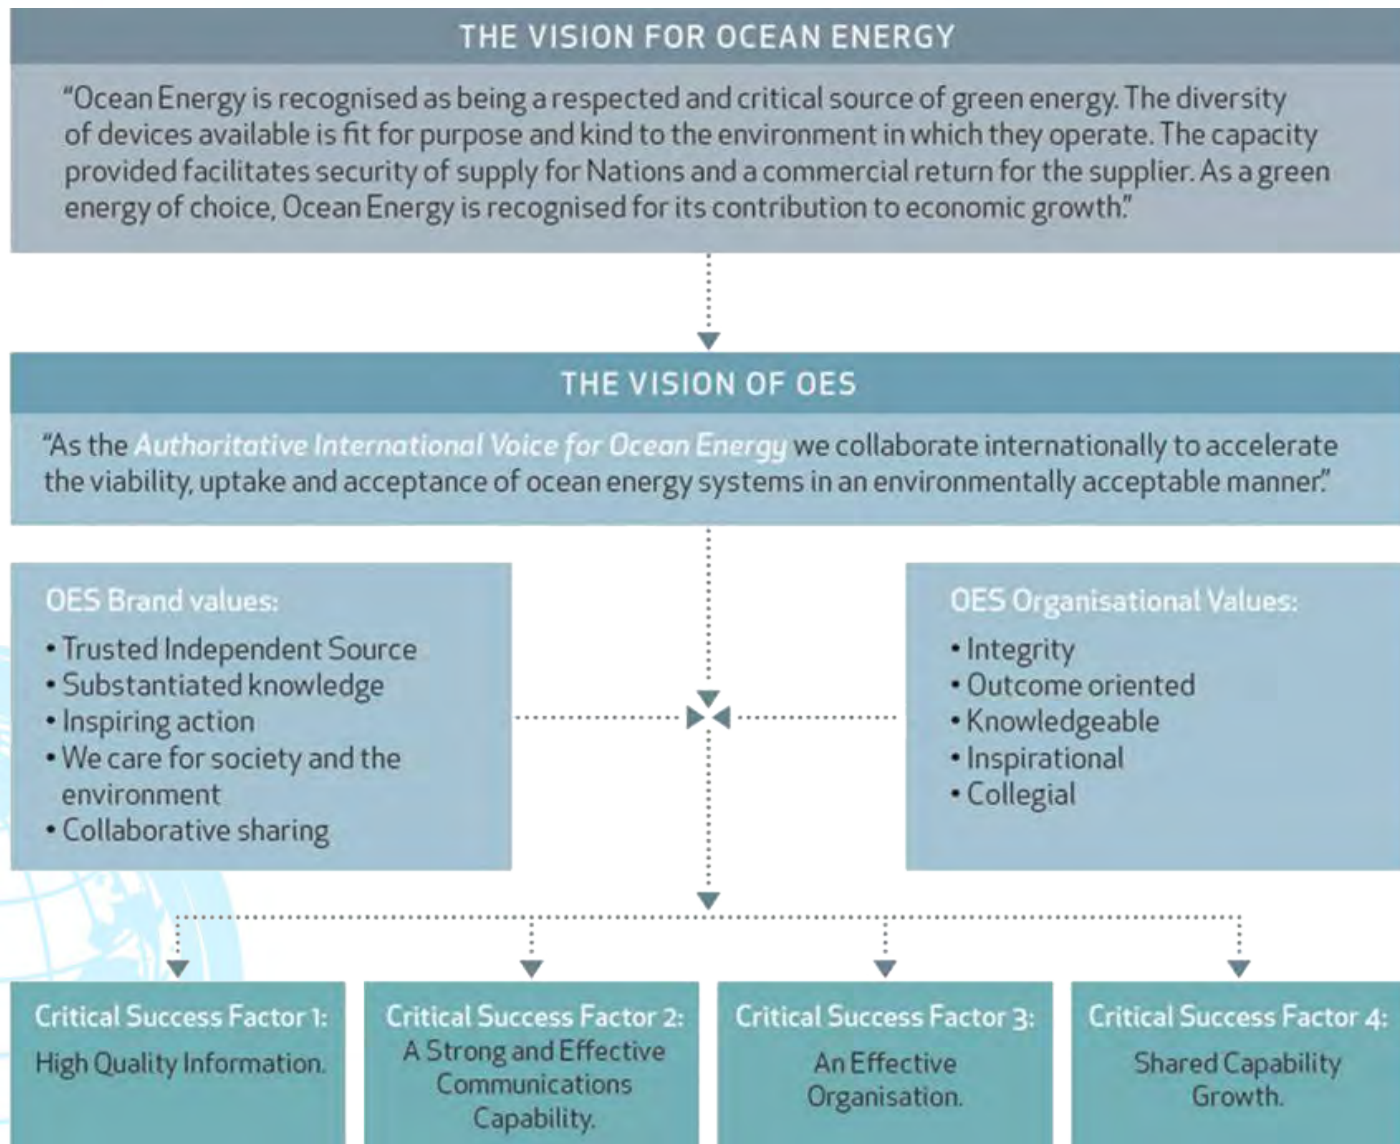 THE VISION FOR OCEAN ENERGY
“Ocean Energy is recognised as being a respected and critical source of green energy. The diversity
of devices available is fit for purpose and kind to the environment in which they operate. The capacity
provided facilitates security of supply for Nations and a commercial return for the supplier. As a green
energy of choice, Ocean Energy is recognised for its contribution to economic growth.”
THE VISION OF OES
“As the Authoritative International Voice for Ocean Energy we collaborate internationally to accelerate
the viability, uptake and acceptance of ocean energy systems in an environmentally acceptable manner.”
OES Brand values:
• Trusted Independent Source
• Substantiated knowledge
• Inspiring action
• We care for society and the
environment
• Collaborative sharing
OES Organisational Values:
• Integrity
• Outcome oriented
• Knowledgeable
• Inspirational
• Collegial
Critical Success Factor 1:
High Quality Information.
Critical Success Factor 2:
A Strong and Effective
Communications
Capability.
Critical Success Factor 3:
An Effective
Organisation.
Critical Success Factor 4:
Shared Capability
Growth.